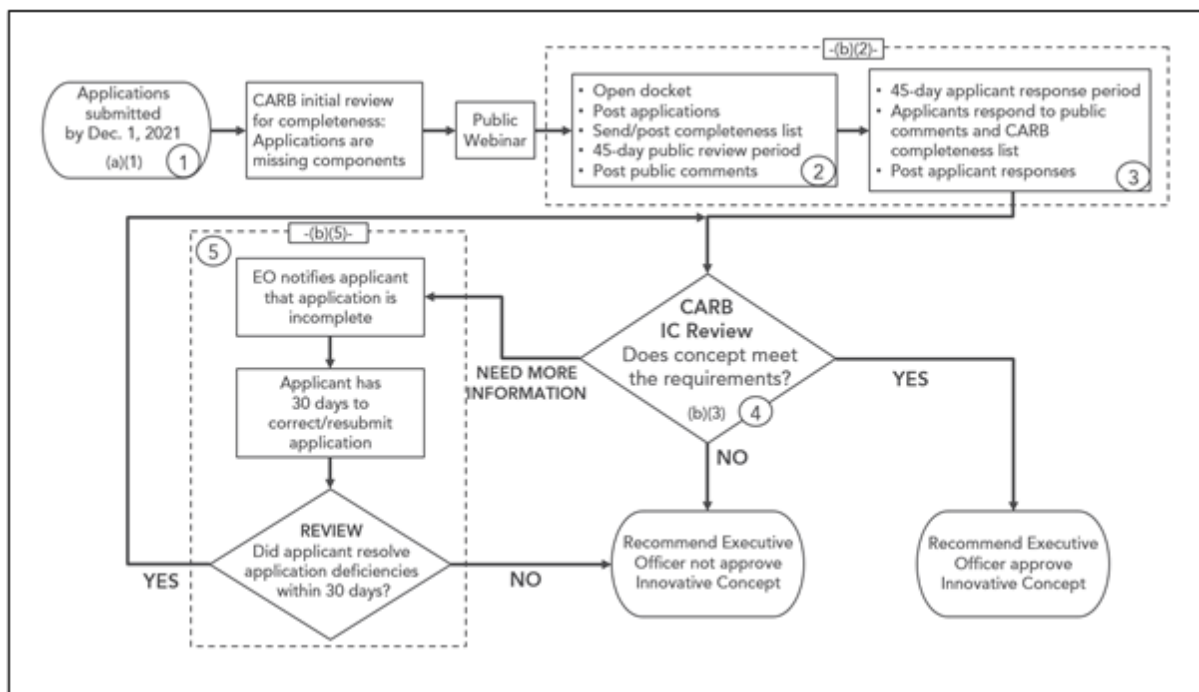 -(b)(2)-
Applications
submitted
by Dec. 1, 2021
(a)(1)
1
CARB initial review
for completeness:
Applications are
missing components
Public
Webinar
• Open docket
• Post applications
• Send/post completeness list
• 45-day public review period
• Post public comments
2
• 45-day applicant response period
• Applicants respond to public
comments and CARB
completeness list
• Post applicant responses
3
-(b)(5)-
5
EO notifies applicant
that application is
incomplete
Applicant has
30 days to
correct/resubmit
application
REVIEW
Did applicant resolve
application deficiencies
within 30 days?
YES
NO
NEED MORE
INFORMATION
CARB
IC Review
Does concept meet
the requirements?
(b)(3)
4
YES
NO
Recommend Executive
Officer not approve
Innovative Concept
Recommend Executive
Officer approve
Innovative Concept